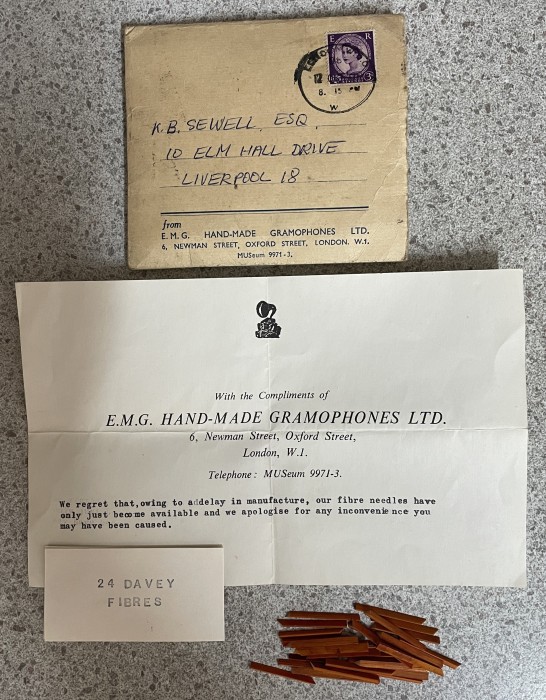 E R
3D
K.B. SEWELL ESQ
10 ELM HALL DRIVE
LIVERPOOL 18
from
E.M.G. HAND-MADE GRAMOPHONES LTD.
6, NEWMAN STREET, OXFORD STREET, LONDON. W.1.
MUSeum 9971-3.
With the Compliments of
E.M.G. HAND-MADE GRAMOPHONES LTD.
6, Newman Street, Oxford Street,
London, W.1.
Telephone: MUSeum 9971-3.
We regret that,owing to addelay in manufacture, our fibre needles have
only just become available and we apologise for any inconvenience you
may have been caused.
24 DAVEY
FIBRES